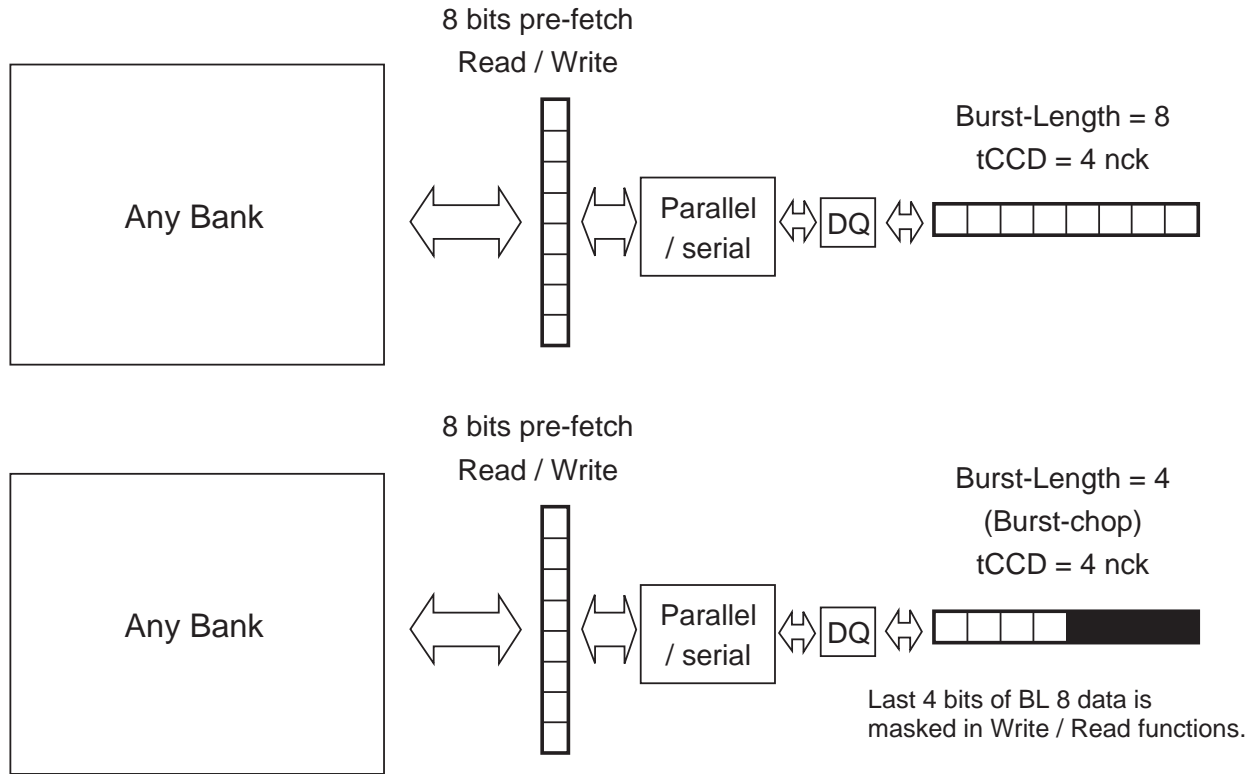 8 bits pre-fetch
Read / Write
Burst-Length = 8
tCCD = 4 nck
Any Bank
Parallel
/ serial
DQ
8 bits pre-fetch
Read / Write
Burst-Length = 4
(Burst-chop)
tCCD = 4 nck
Any Bank
Parallel
/ serial
DQ
Last 4 bits of BL 8 data is
masked in Write / Read functions.